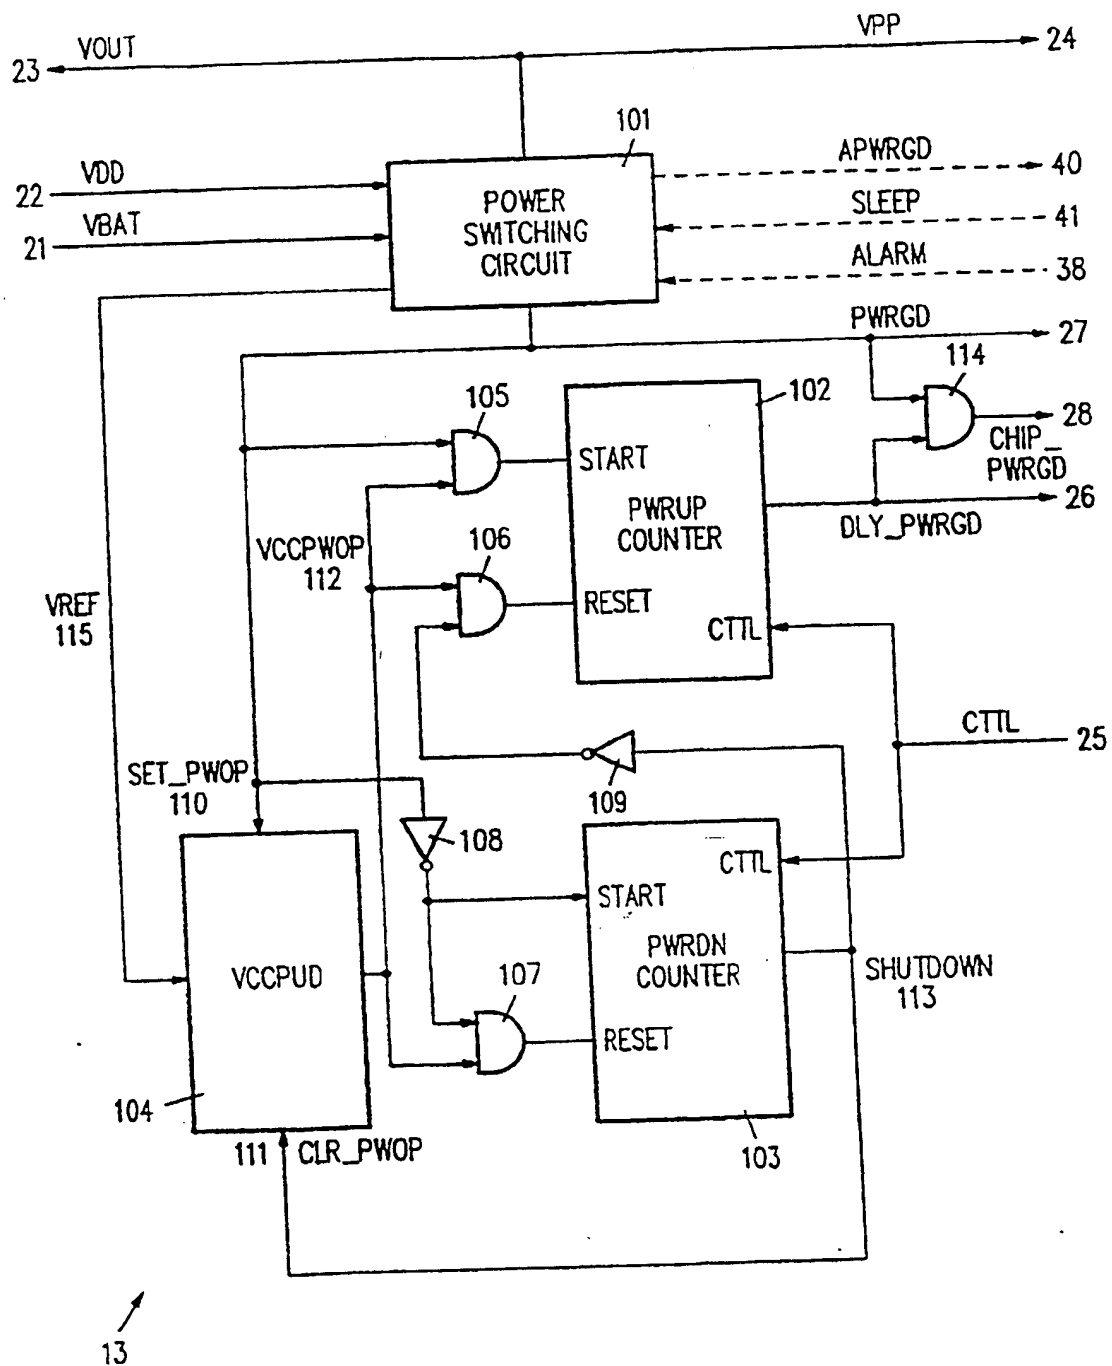 VOUT
23
VPP
24
101
VDD
22
VBAT
21
POWER
SWITCHING
CIRCUIT
APWRGD
40
SLEEP
41
ALARM
38
PWRGD
27
114
28
CHIP_
PWRGD
105
102
START
PWRUP
COUNTER
DLY_PWRGD
26
VCCPWOP
112
106
RESET
CTTL
VREF
115
CTTL
25
109
SET_PWOP
110
108
CTTL
START
PWRDN
COUNTER
VCCPUD
107
SHUTDOWN
113
RESET
104
111 CLR_PWOP
103
13